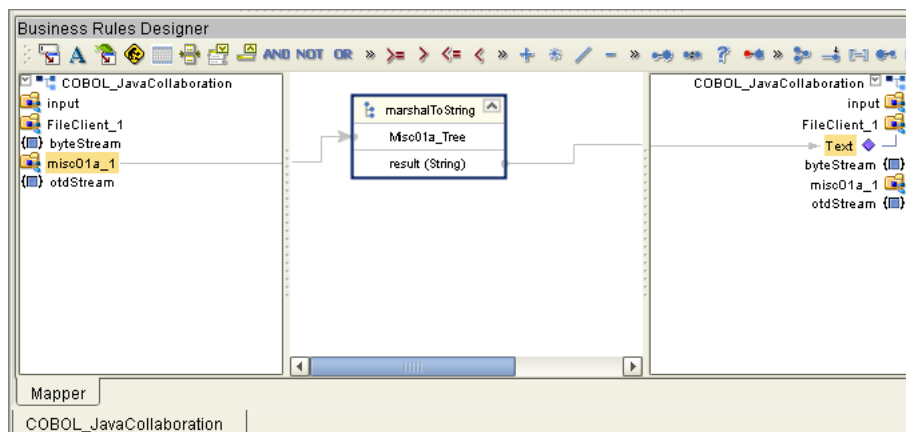 Business Rules Designer
A AND NOT OR » >= > <= < » + * / - » ? »
COBOL_JavaCollaboration
input
FileClient_1
byteStream
misc01a_1
otdStream
marshalToString
Misc01a_Tree
result (String)
COBOL_JavaCollaboration
input
FileClient_1
Text
byteStream
misc01a_1
otdStream
Mapper
COBOL_JavaCollaboration